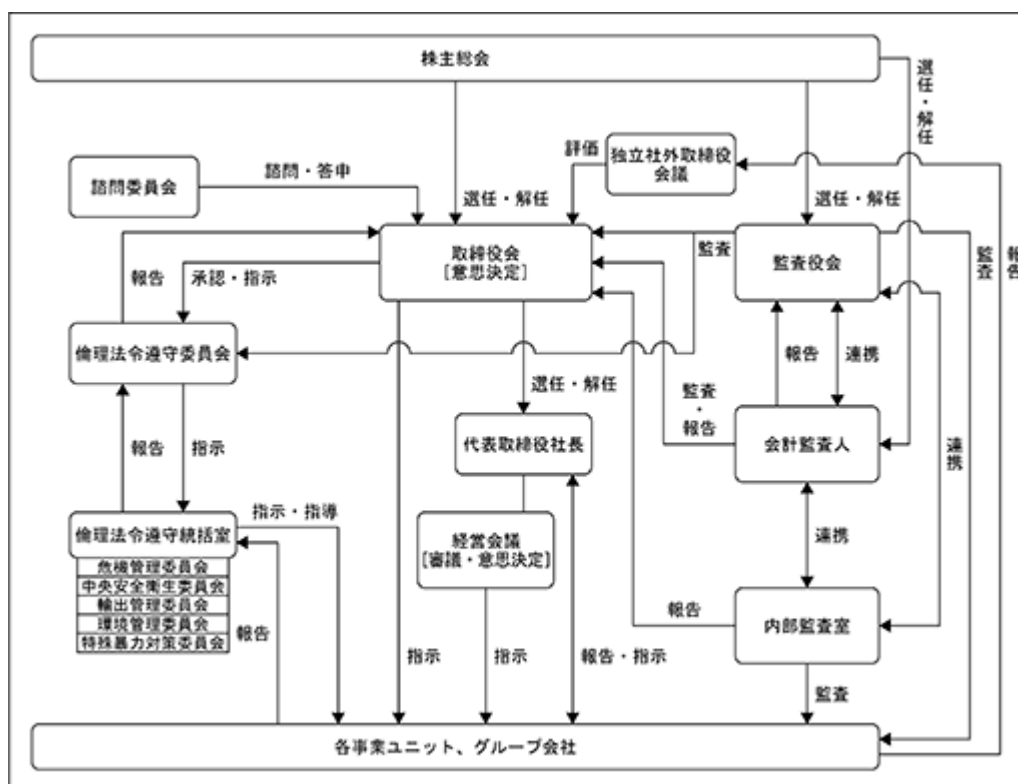 株主総会
選任・解任
評価
独立社外取締役
会議
諮問委員会
諮問・答申
選任・解任
選任・解任
報告
承認・指示
取締役会
[意思決定]
監査
監査役会
監査
報告
倫理法令遵守委員会
選任・解任
報告
連携
監査
・
報告
代表取締役社長
会計監査人
連携
報告
指示
倫理法令遵守統括室
指示・指導
経営会議
[審議・意思決定]
連携
危機管理委員会
中央安全衛生委員会
輸出管理委員会
環境管理委員会
特殊暴力対策委員会
報告
報告
内部監査室
指示
指示
報告・指示
監査
各事業ユニット、グループ会社